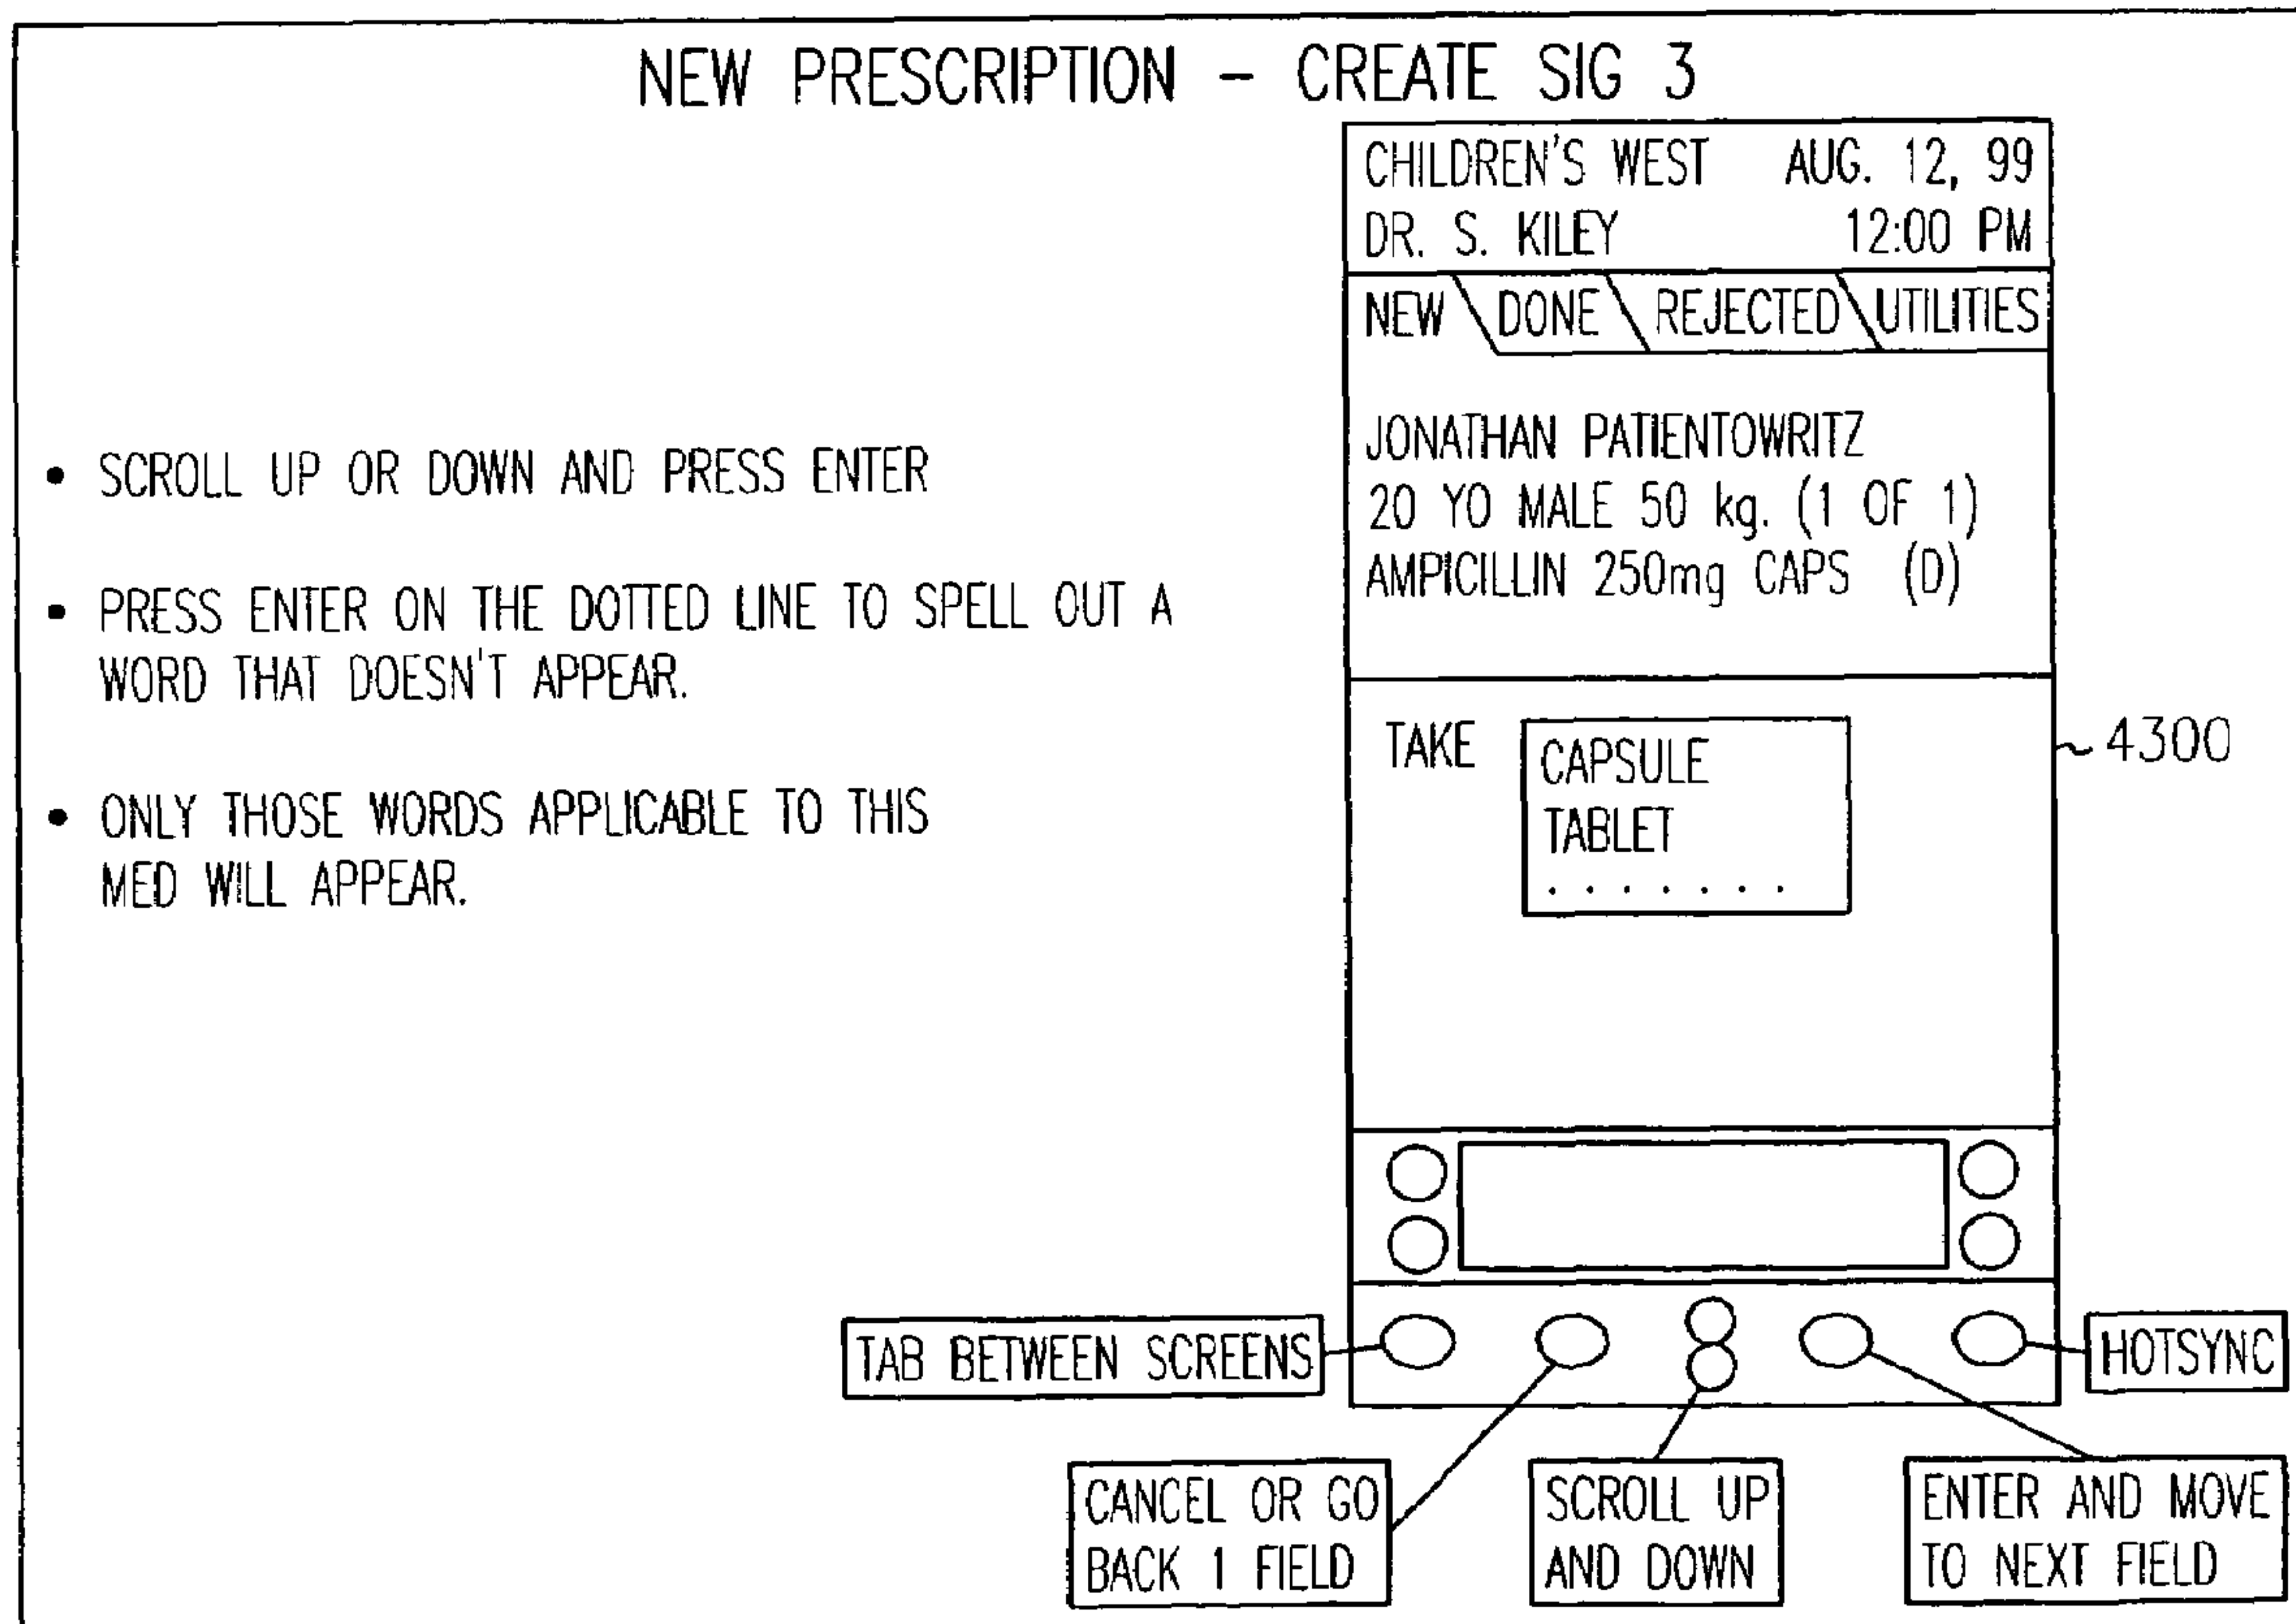 NEW PRESCRIPTION – CREATE SIG 3
• SCROLL UP OR DOWN AND PRESS ENTER
• PRESS ENTER ON THE DOTTED LINE TO SPELL OUT A
WORD THAT DOESN'T APPEAR.
• ONLY THOSE WORDS APPLICABLE TO THIS
MED WILL APPEAR.
CHILDREN'S WEST AUG. 12, 99
DR. S. KILEY 12:00 PM
NEW DONE REJECTED UTILITIES
JONATHAN PATIENTOWRITZ
20 YO MALE 50 kg. (1 OF 1)
AMPICILLIN 250mg CAPS (D)
TAKE CAPSULE
TABLET
. . . . . . .
4300
TAB BETWEEN SCREENS
HOTSYNC
CANCEL OR GO
BACK 1 FIELD
SCROLL UP
AND DOWN
ENTER AND MOVE
TO NEXT FIELD